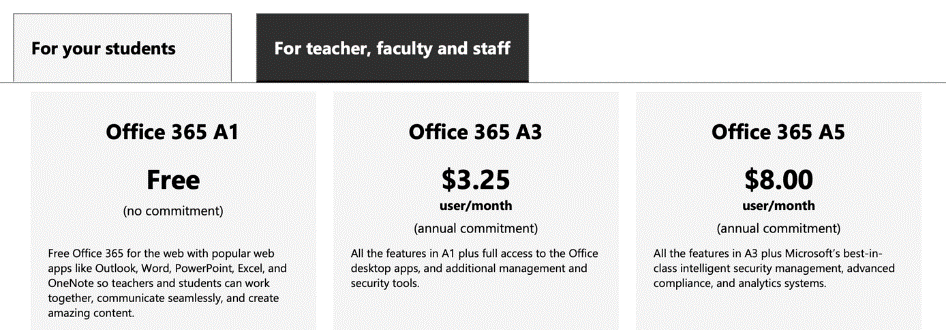 For your students
For teacher, faculty and staff
Office 365 A1
Free
(no commitment)
Free Office 365 for the web with popular web
apps like Outlook, Word, PowerPoint, Excel, and
OneNote so teachers and students can work
together, communicate seamlessly, and create
amazing content.
Office 365 A3
$3.25
user/month
(annual commitment)
All the features in A1 plus full access to the Office
desktop apps, and additional management and
security tools.
Office 365 A5
$8.00
user/month
(annual commitment)
All the features in A3 plus Microsoft's best-in-
class intelligent security management, advanced
compliance, and analytics systems.